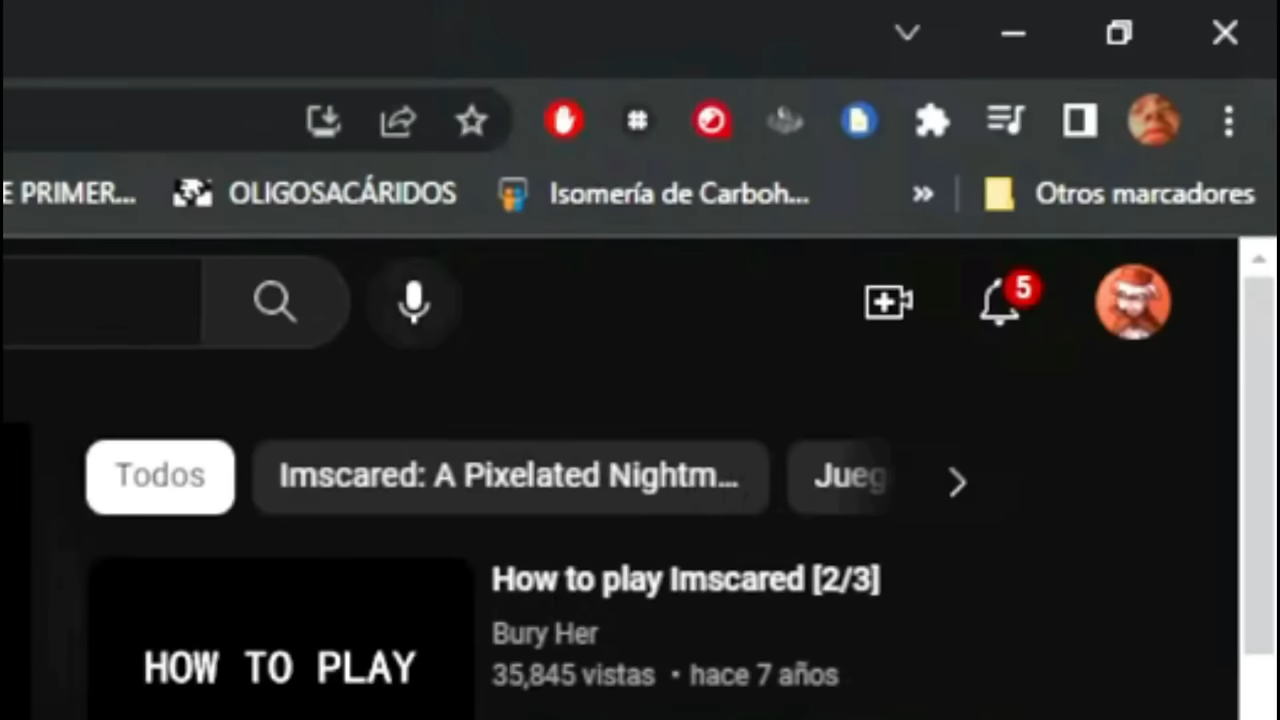 E PRIMER... OLIGOSACÁRIDOS Isomería de Carboh... » Otros marcadores
5
Todos Imscared: A Pixelated Nightm... Jueg
How to play Imscared [2/3]
Bury Her
35,845 vistas • hace 7 años
HOW TO PLAY